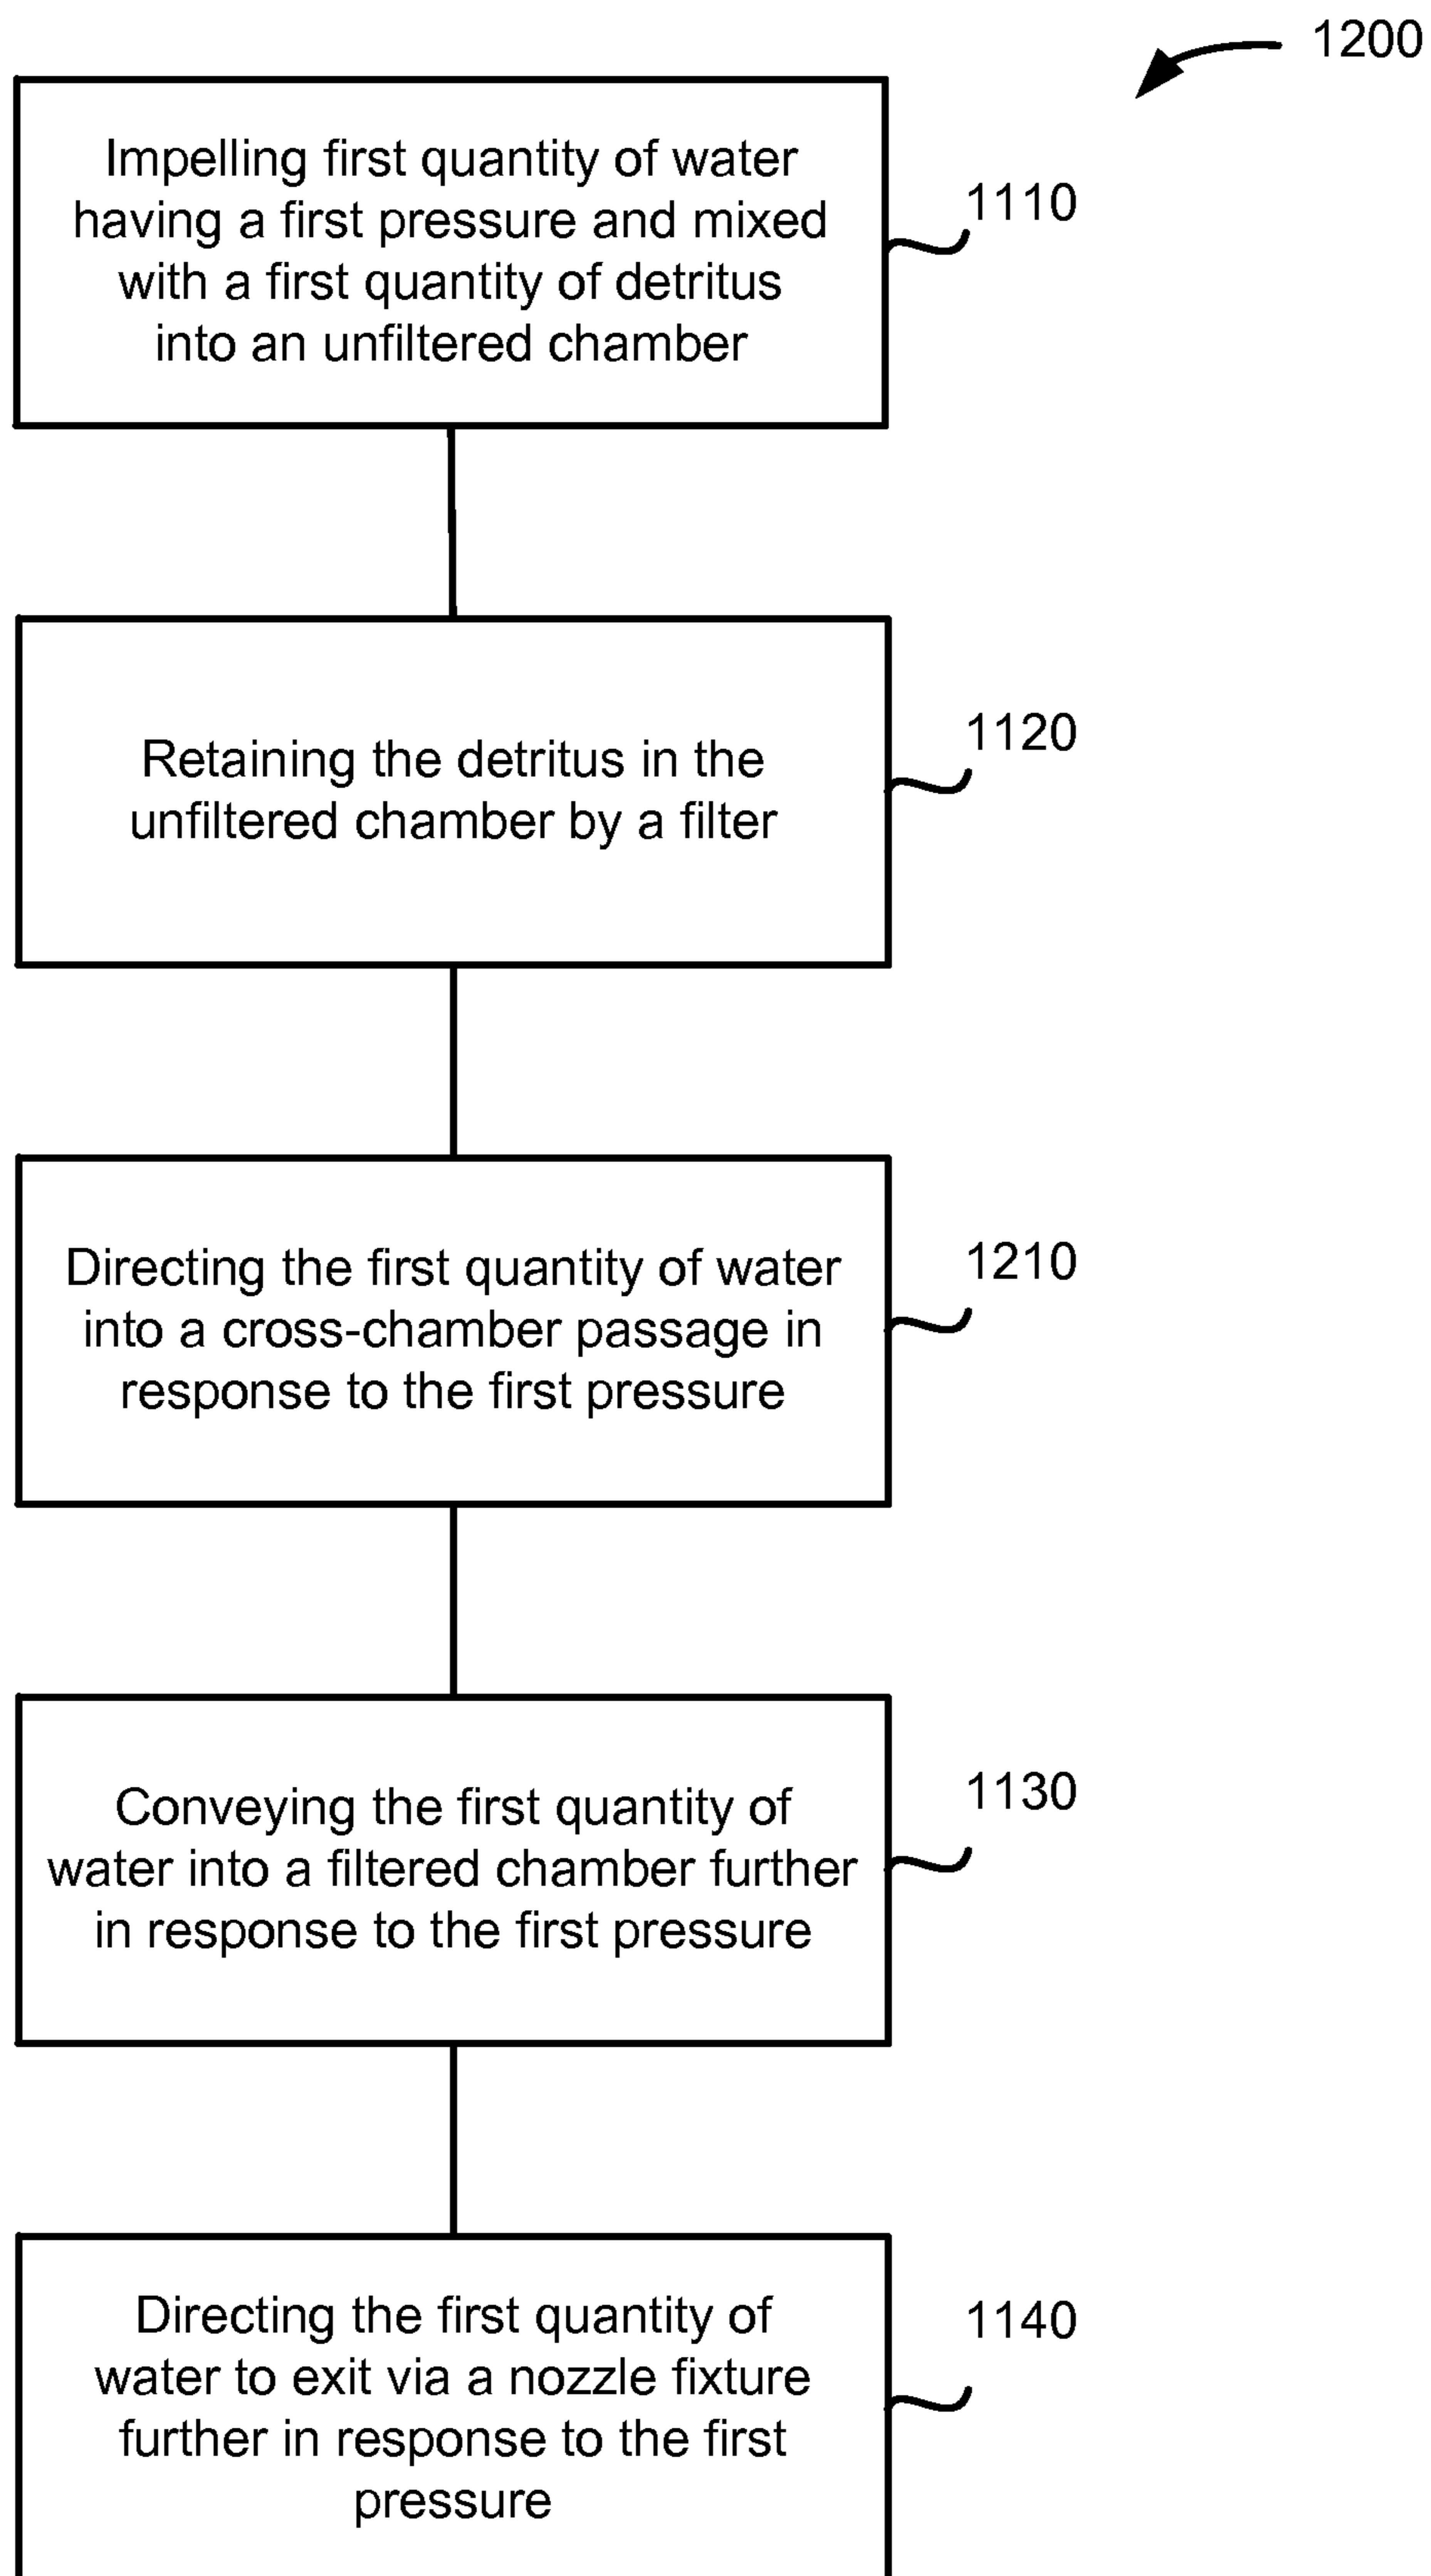 1200
Impelling first quantity of water
having a first pressure and mixed
with a first quantity of detritus
into an unfiltered chamber
1110
Retaining the detritus in the
unfiltered chamber by a filter
1120
Directing the first quantity of water
into a cross-chamber passage in
response to the first pressure
1210
Conveying the first quantity of
water into a filtered chamber further
in response to the first pressure
1130
Directing the first quantity of
water to exit via a nozzle fixture
further in response to the first
pressure
1140